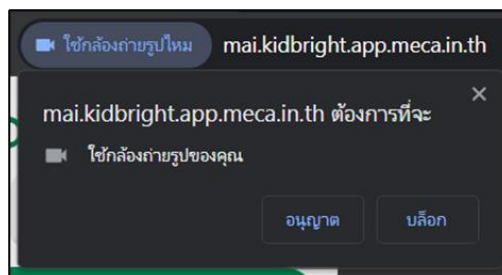 ใช้กล้องถ่ายรูปไหม mai.kidbright.app.meca.in.th
mai.kidbright.app.meca.in.th ต้องการที่จะ
ใช้กล้องถ่ายรูปของคุณ
อนุญาต บล็อก